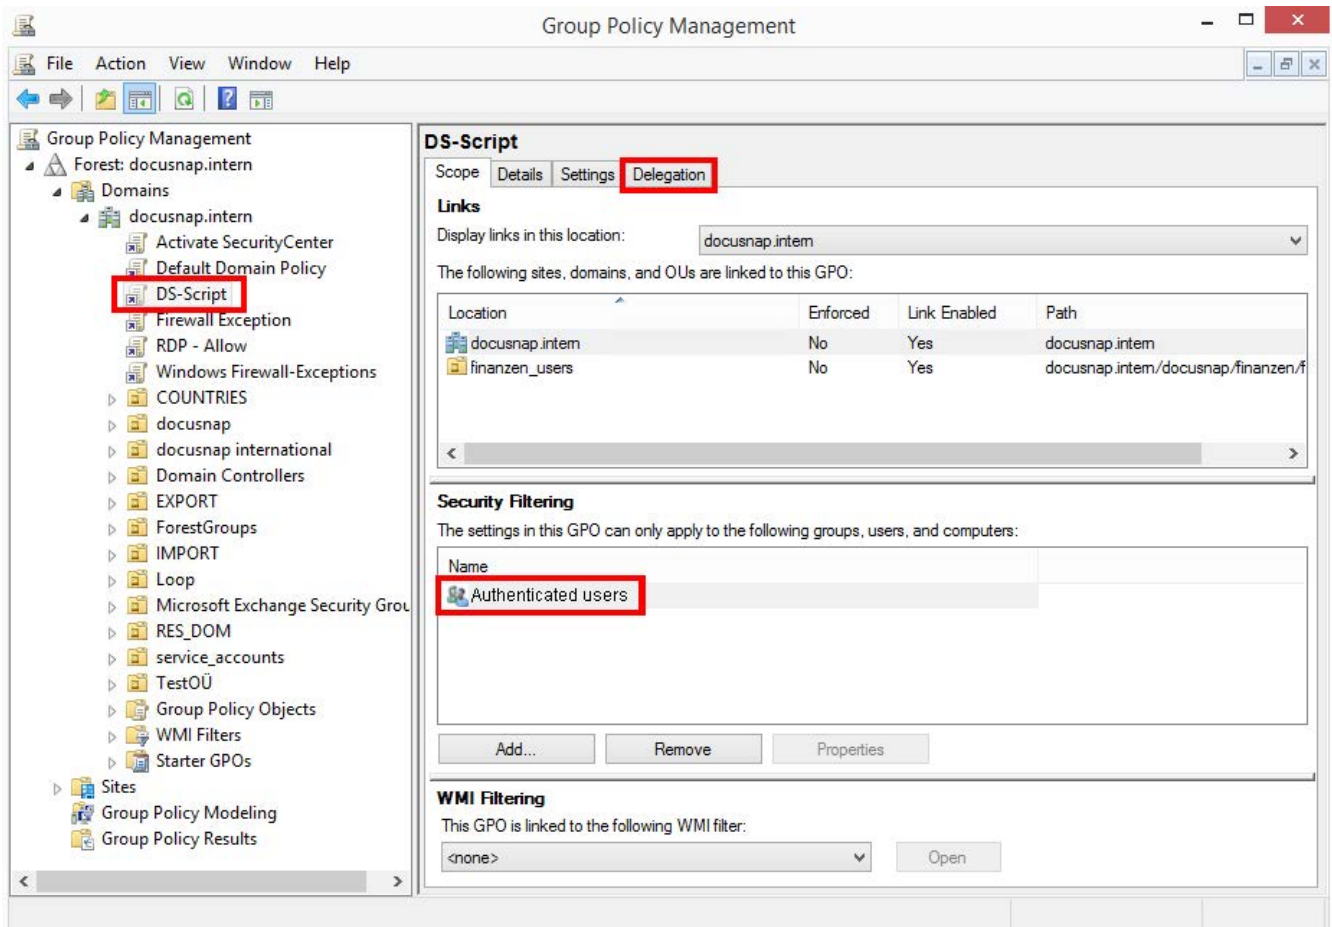 Group Policy Management
File Action View Window Help
Group Policy Management
Forest: docusnap.intern
Domains
docusnap.intern
Activate SecurityCenter
Default Domain Policy
DS-Script
Firewall Exception
RDP - Allow
Windows Firewall-Exceptions
COUNTRIES
docusnap
docusnap international
Domain Controllers
EXPORT
ForestGroups
IMPORT
Loop
Microsoft Exchange Security Grou
RES_DOM
service_accounts
TestOÜ
Group Policy Objects
WMI Filters
Starter GPOs
Sites
Group Policy Modeling
Group Policy Results
DS-Script
Scope Details Settings Delegation
Links
Display links in this location: docusnap.intern
The following sites, domains, and OUs are linked to this GPO:
Location Enforced Link Enabled Path
docusnap.intern No Yes docusnap.intern
finanzen_users No Yes docusnap.intern/docusnap/finanzen/f
Security Filtering
The settings in this GPO can only apply to the following groups, users, and computers:
Name
Authenticated users
Add... Remove Properties
WMI Filtering
This GPO is linked to the following WMI filter:
<none> Open